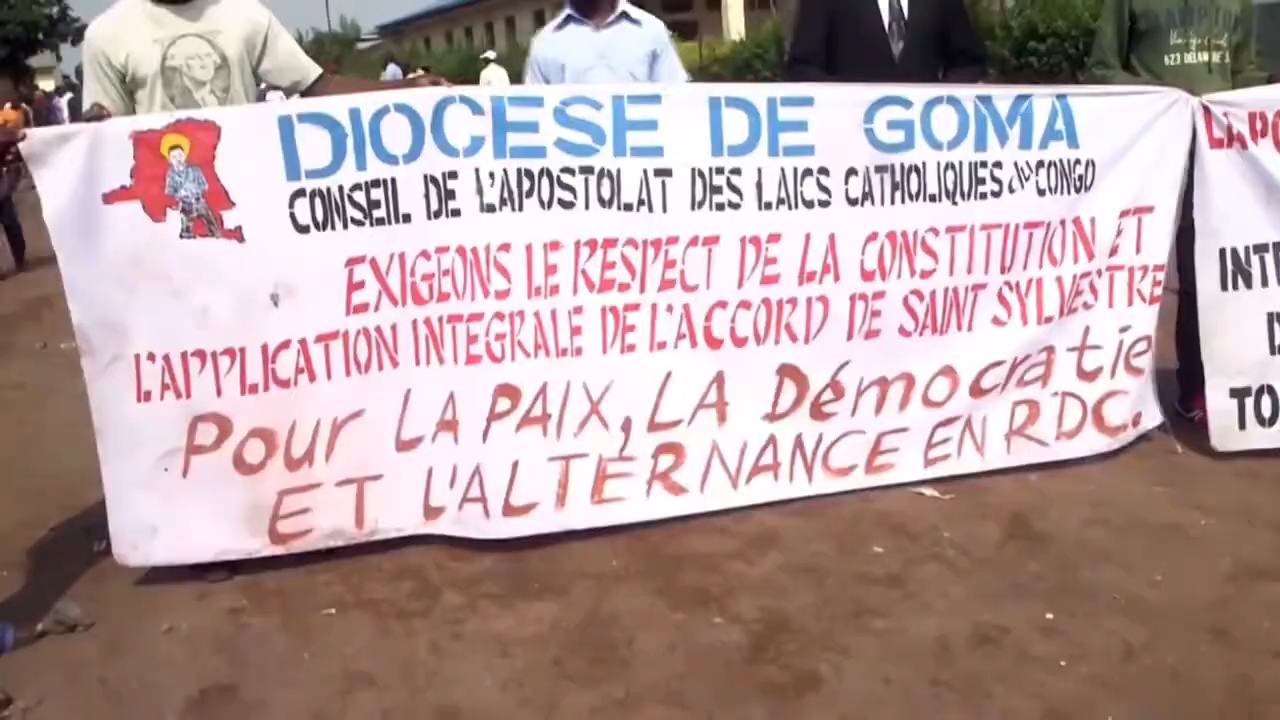 DIOCESE DE GOMA
CONSEIL DE L'APOSTOLAT DES LAICS CATHOLIQUES du CONGO
EXIGEONS LE RESPECT DE LA CONSTITUTION ET
L'APPLICATION INTEGRALE DE L'ACCORD DE SAINT SYLVESTRE
Pour LA PAIX, LA Démocratie
ET L'ALTERNANCE EN RDC.